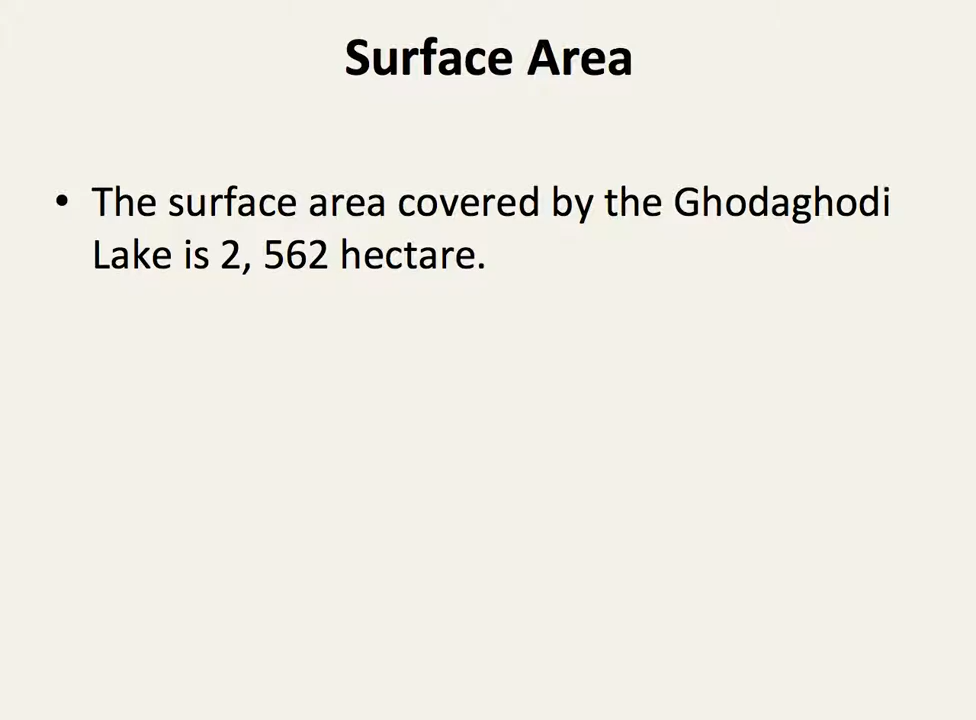 Surface Area
• The surface area covered by the Ghodaghodi
Lake is 2, 562 hectare.